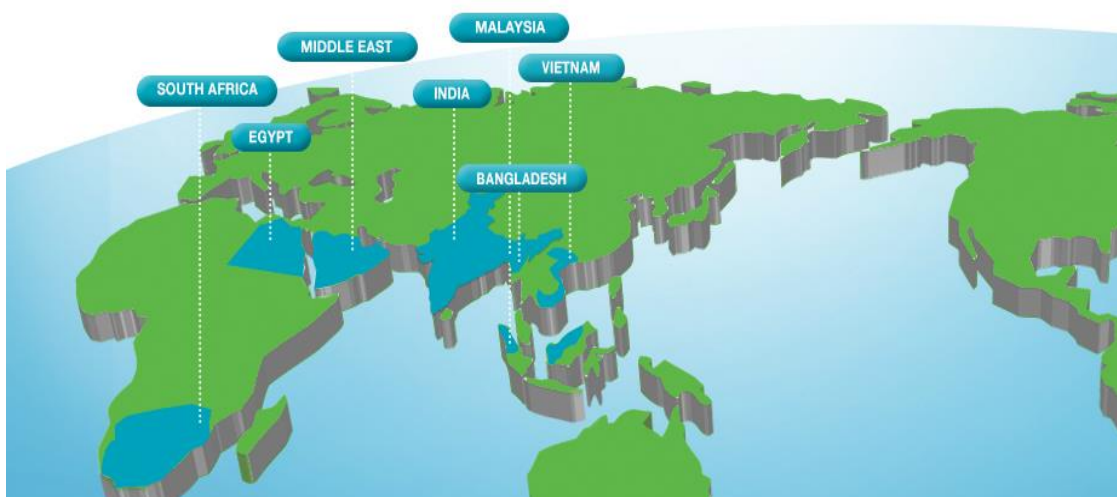 MALAYSIA
MIDDLE EAST
VIETNAM
SOUTH AFRICA
INDIA
EGYPT
BANGLADESH